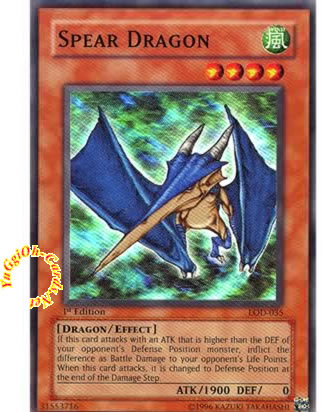 SPEAR DRAGON
風
YuGgiOh-Cards.Net
1st Edition
LOD-035
[DRAGON/EFFECT]
If this card attacks with an ATK that is higher than the DEF of
your opponent's Defense Position monster, inflict the
difference as Battle Damage to your opponent's Life Points.
When this card attacks, it is changed to Defense Position at
the end of the Damage Step.
ATK/1900 DEF/ 0
31553716
©1996 KAZUKI TAKAHASHI